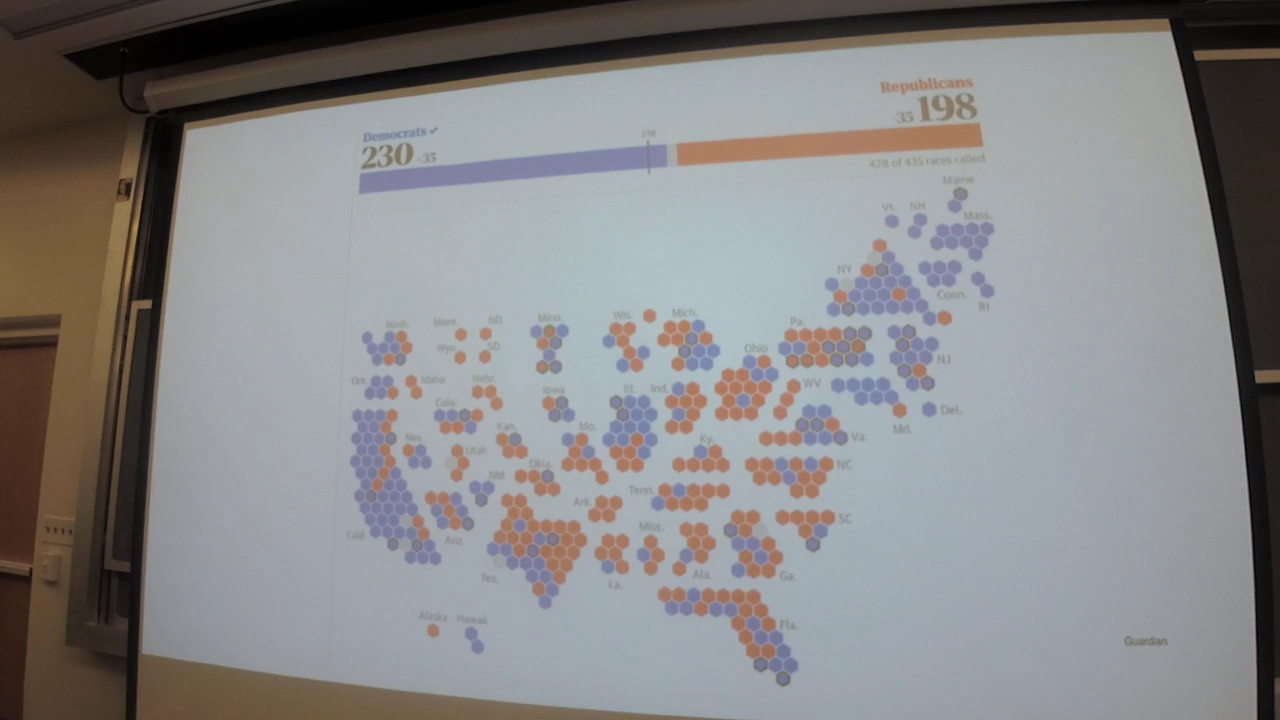 Republicans
35 198
Democrats ✓
230 -35
218
428 of 435 races called
Maine
Vt. NH
Mass.
NY
Conn.
RI
Wash. Mont. ND Minn. Wis. Mich. Pa.
Wyo. SD Ohio NJ
Ore. Idaho Nebr. Iowa Ill. Ind. WV
Colo. Del.
Md.
Nev. Utah Kan. Mo. Ky. Va.
NM Okla. Tenn. NC
Ark.
Calif. Ariz. Miss. SC
Tex. La. Ala. Ga.
Alaska Hawaii Fla.
Guardian